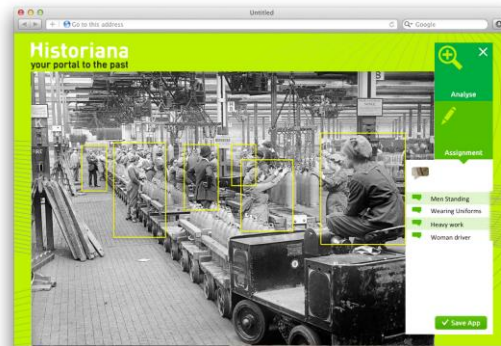 Untitled
Go to this address
Google
Historiana
your portal to the past
Analyse
Assignment
Men Standing
Wearing Uniforms
Heavy work
Woman driver
Save App